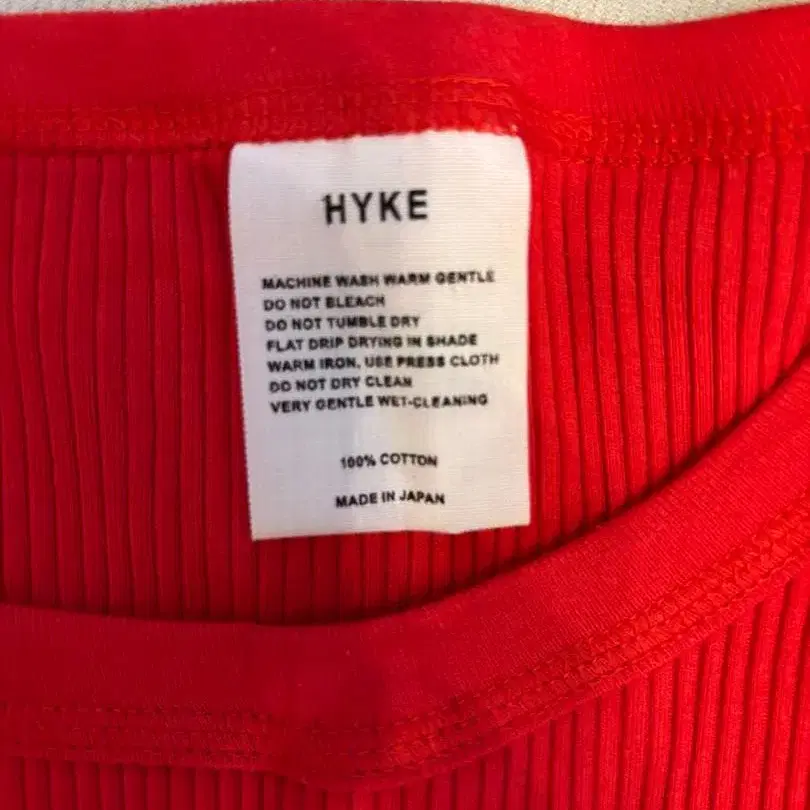 HYKE
MACHINE WASH WARM GENTLE
DO NOT BLEACH
DO NOT TUMBLE DRY
FLAT DRIP DRYING IN SHADE
WARM IRON, USE PRESS CLOTH
DO NOT DRY CLEAN
VERY GENTLE WET-CLEANING
100% COTTON
MADE IN JAPAN